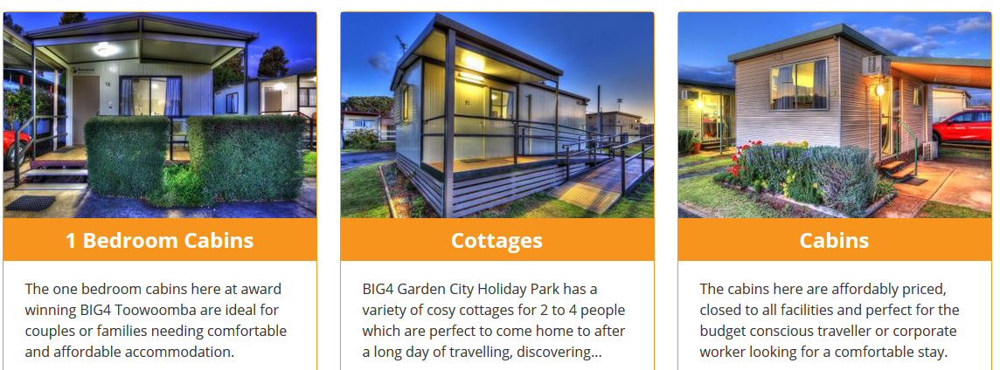 1 Bedroom Cabins
The one bedroom cabins here at award
winning BIG4 Toowoomba are ideal for
couples or families needing comfortable
and affordable accommodation.
Cottages
BIG4 Garden City Holiday Park has a
variety of cosy cottages for 2 to 4 people
which are perfect to come home to after
a long day of travelling, discovering...
Cabins
The cabins here are affordably priced,
closed to all facilities and perfect for the
budget conscious traveller or corporate
worker looking for a comfortable stay.